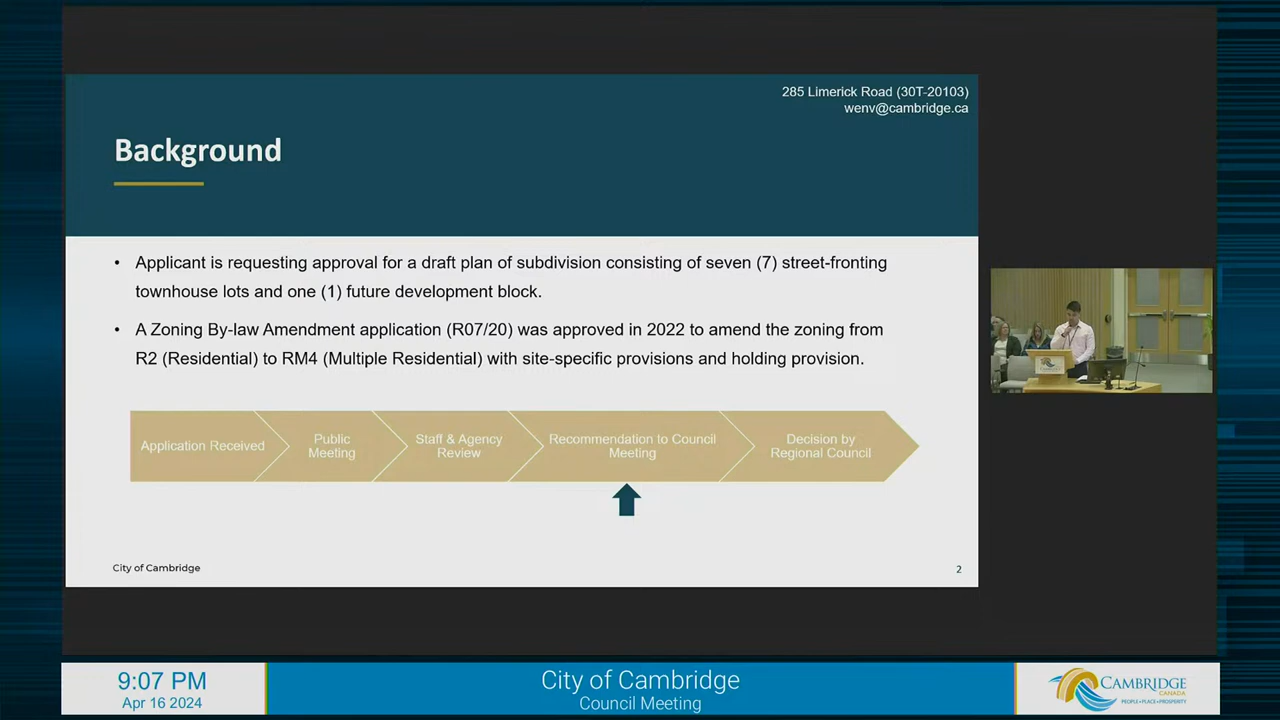 285 Limerick Road (30T-20103)
wenv@cambridge.ca
Background
• Applicant is requesting approval for a draft plan of subdivision consisting of seven (7) street-fronting
townhouse lots and one (1) future development block.
• A Zoning By-law Amendment application (R07/20) was approved in 2022 to amend the zoning from
R2 (Residential) to RM4 (Multiple Residential) with site-specific provisions and holding provision.
Application Received
Public
Meeting
Staff & Agency
Review
Recommendation to Council
Meeting
Decision by
Regional Council
City of Cambridge
2
9:07 PM
Apr 16 2024
City of Cambridge
Council Meeting
CAMBRIDGE
CANADA
PEOPLE • PLACE • PROSPERITY